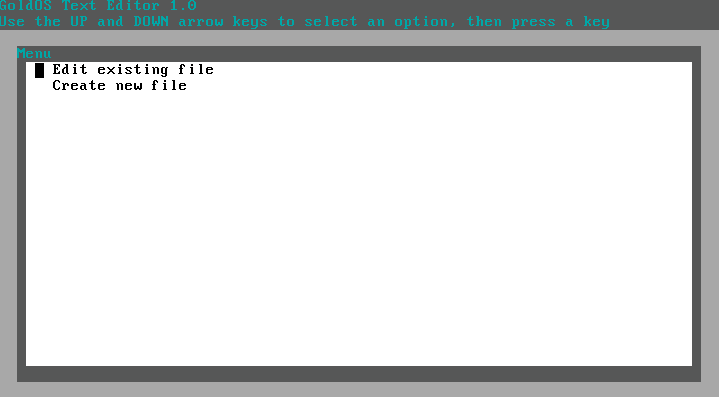 GoldOS Text Editor 1.0
Use the UP and DOWN arrow keys to select an option, then press a key
Menu
Edit existing file
Create new file